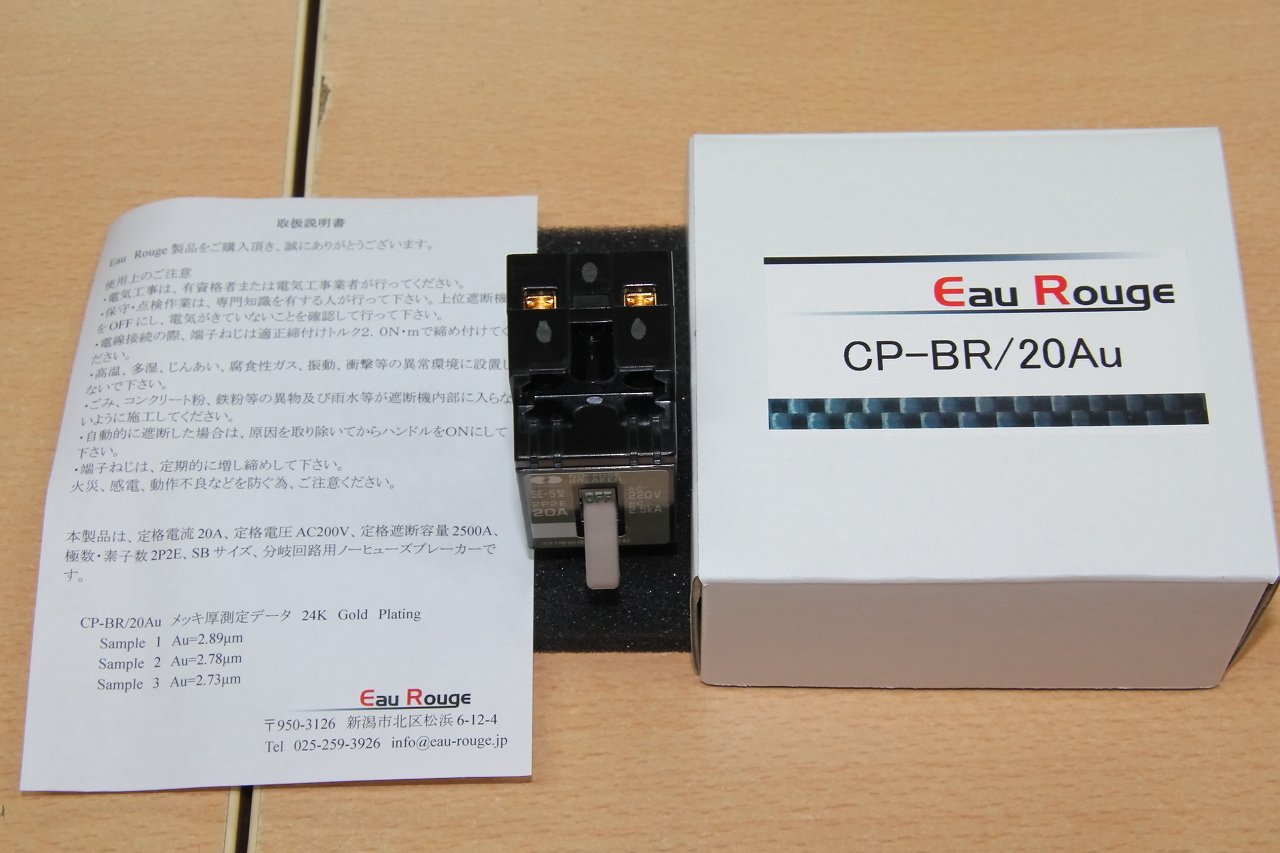 取扱説明書
Eau Rouge 製品をご購入頂き、誠にありがとうございます。
使用上のご注意
・電気工事は、有資格者または電気工事業者が行ってください。
・保守・点検作業は、専門知識を有する人が行って下さい。上位遮断機
をOFFにし、電気がきていないことを確認して行って下さい。
・電線接続の際、端子ねじは適正締付けトルク2.0N・mで締め付けてく
ださい。
・高温、多湿、じんあい、腐食性ガス、振動、衝撃等の異常環境に設置し
ないで下さい。
・ごみ、コンクリート粉、鉄粉等の異物及び雨水等が遮断機内部に入らな
いように施工してください。
・自動的に遮断した場合は、原因を取り除いてからハンドルをONにして
下さい。
・端子ねじは、定期的に増し締めして下さい。
火災、感電、動作不良などを防ぐ為、ご注意ください。
本製品は、定格電流20A、定格電圧AC200V、定格遮断容量2500A、
極数・素子数2P2E、SBサイズ、分岐回路用ノーヒューズブレーカーで
す。
CP-BR/20Au メッキ厚測定データ 24K Gold Plating
Sample 1 Au=2.89μm
Sample 2 Au=2.78μm
Sample 3 Au=2.73μm
Eau Rouge
〒950-3126 新潟市北区松浜6-12-4
Tel 025-259-3926 info@eau-rouge.jp
BREAKER
SE-S型
2P2E
20A
OFF
AC
220V
2.5kA
Eau Rouge
CP-BR/20Au